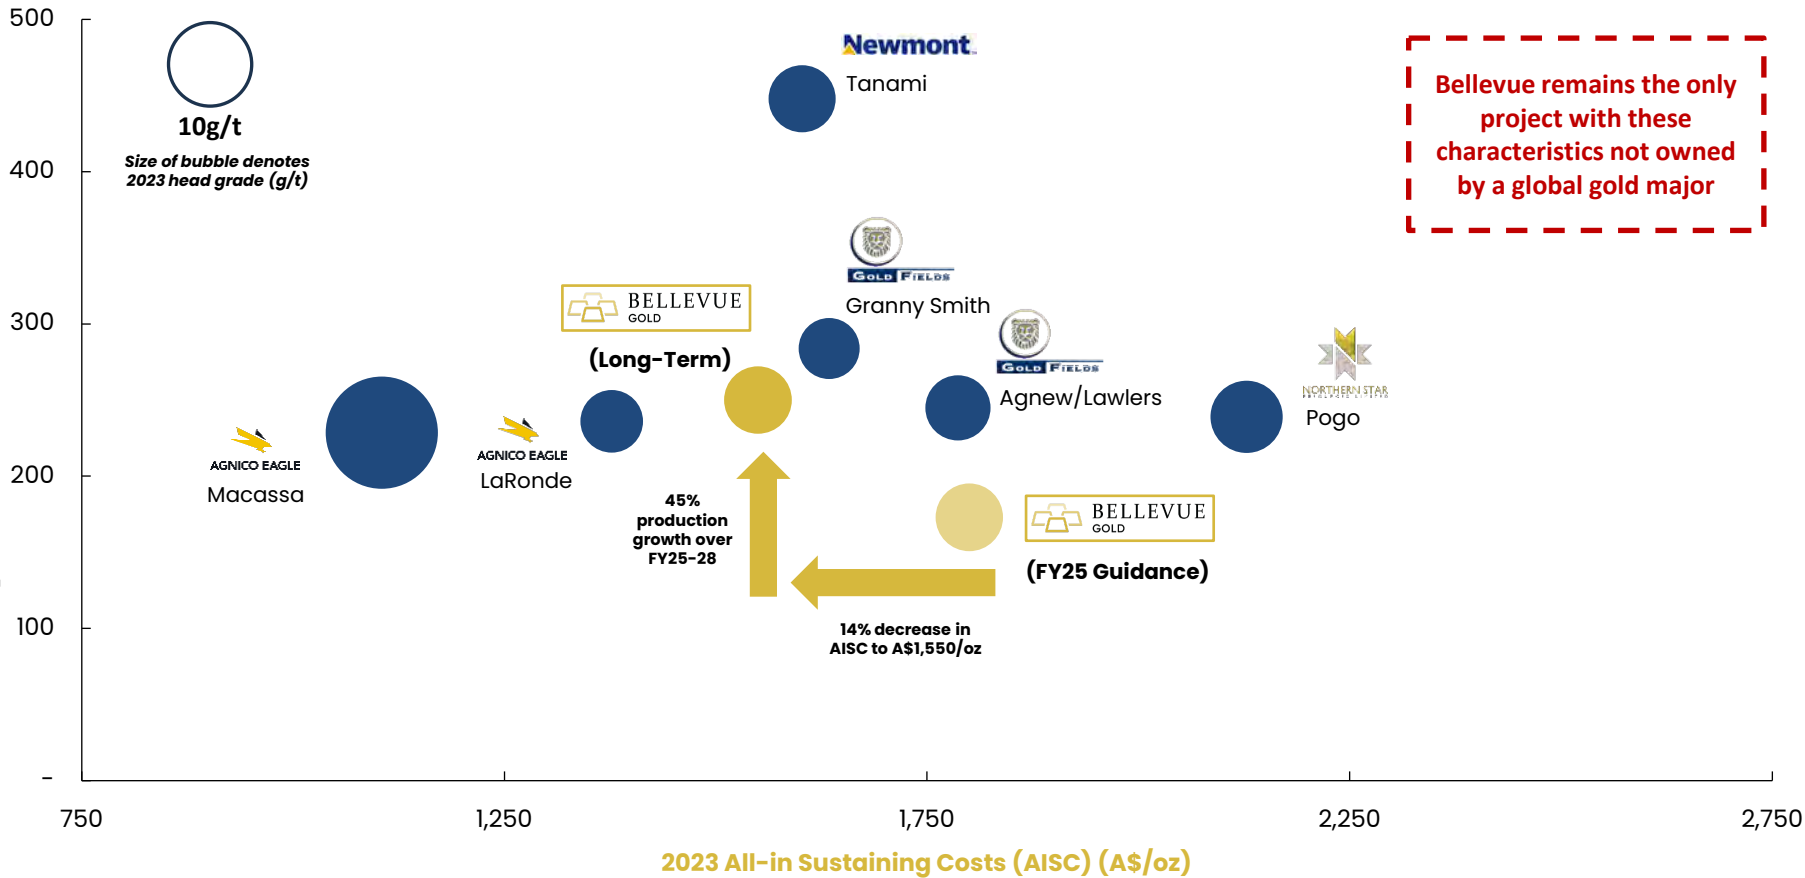 500
400
300
200
100
–
10g/t
Size of bubble denotes
2023 head grade (g/t)
Newmont
Tanami
Bellevue remains the only
project with these
characteristics not owned
by a global gold major
GOLD FIELDS
Granny Smith
BELLEVUE
GOLD
(Long-Term)
GOLD FIELDS
Agnew/Lawlers
NORTHERN STAR
Pogo
AGNICO EAGLE
Macassa
AGNICO EAGLE
LaRonde
45%
production
growth over
FY25-28
BELLEVUE
GOLD
(FY25 Guidance)
14% decrease in
AISC to A$1,550/oz
750
1,250
1,750
2,250
2,750
2023 All-in Sustaining Costs (AISC) (A$/oz)